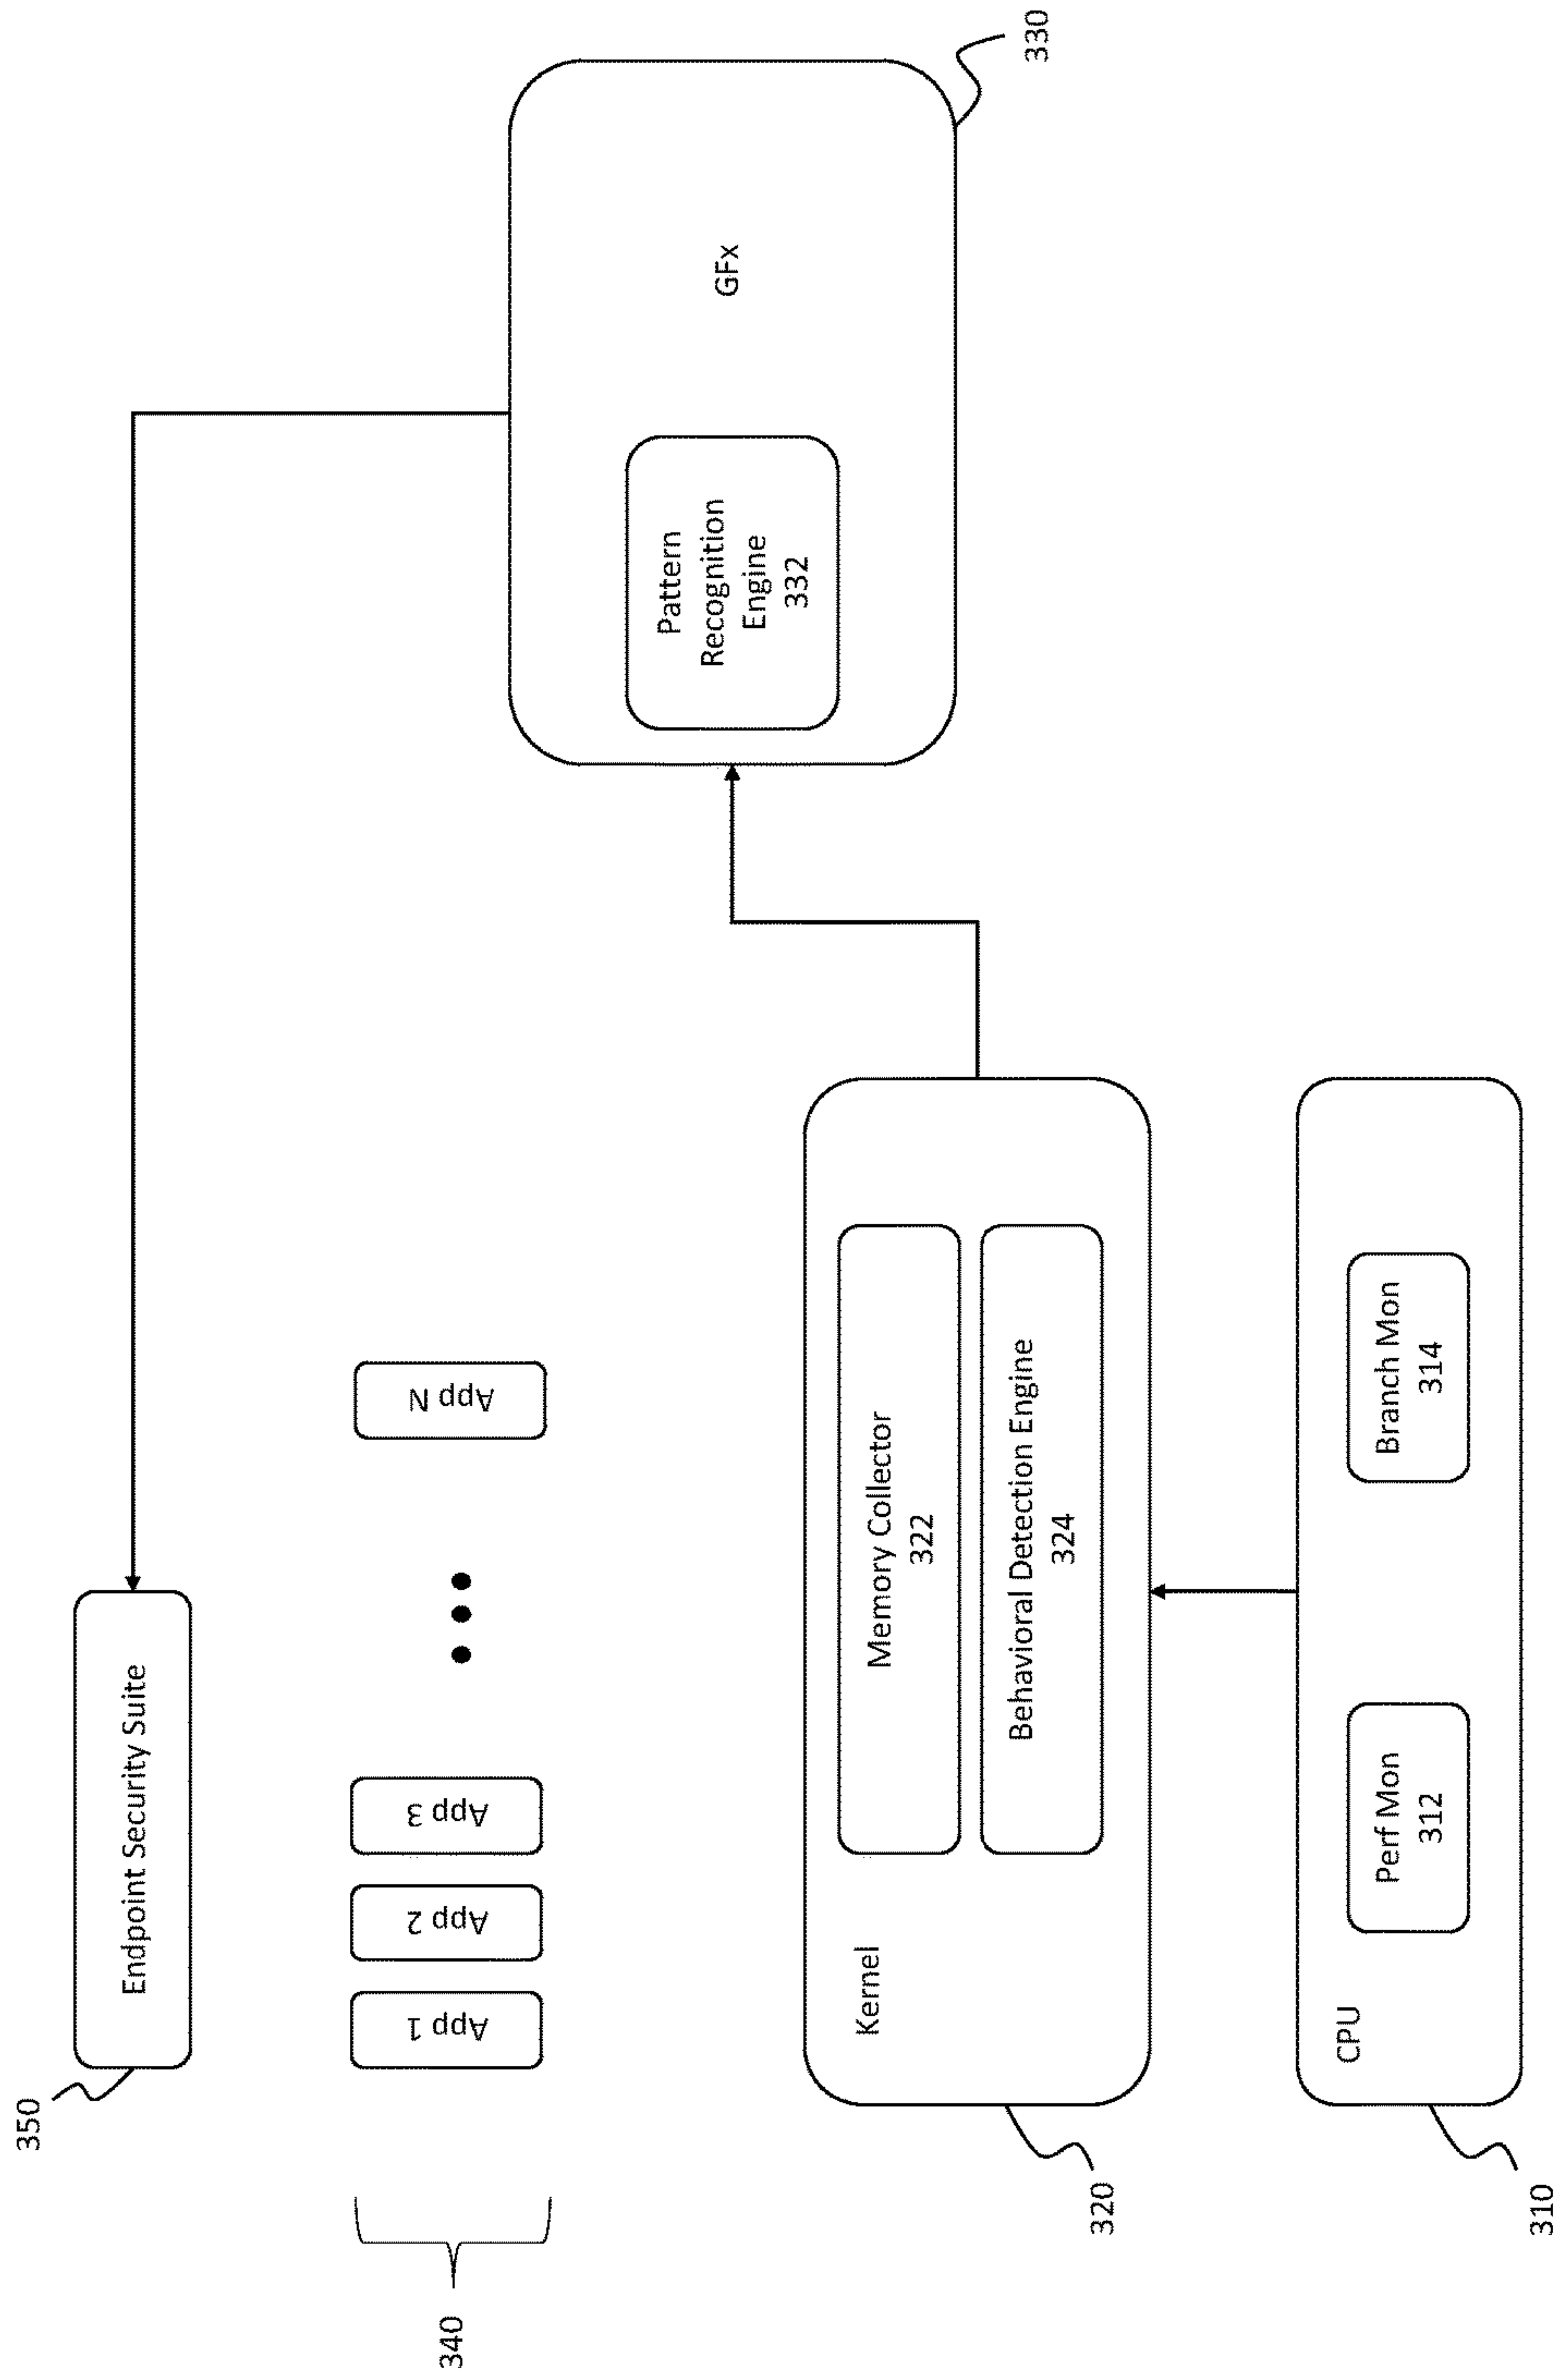 350
Endpoint Security Suite
340
App 1
App 2
App 3
App N
GFx
Pattern
Recognition
Engine
332
330
Kernel
Memory Collector
322
Behavioral Detection Engine
324
320
CPU
Perf Mon
312
Branch Mon
314
310